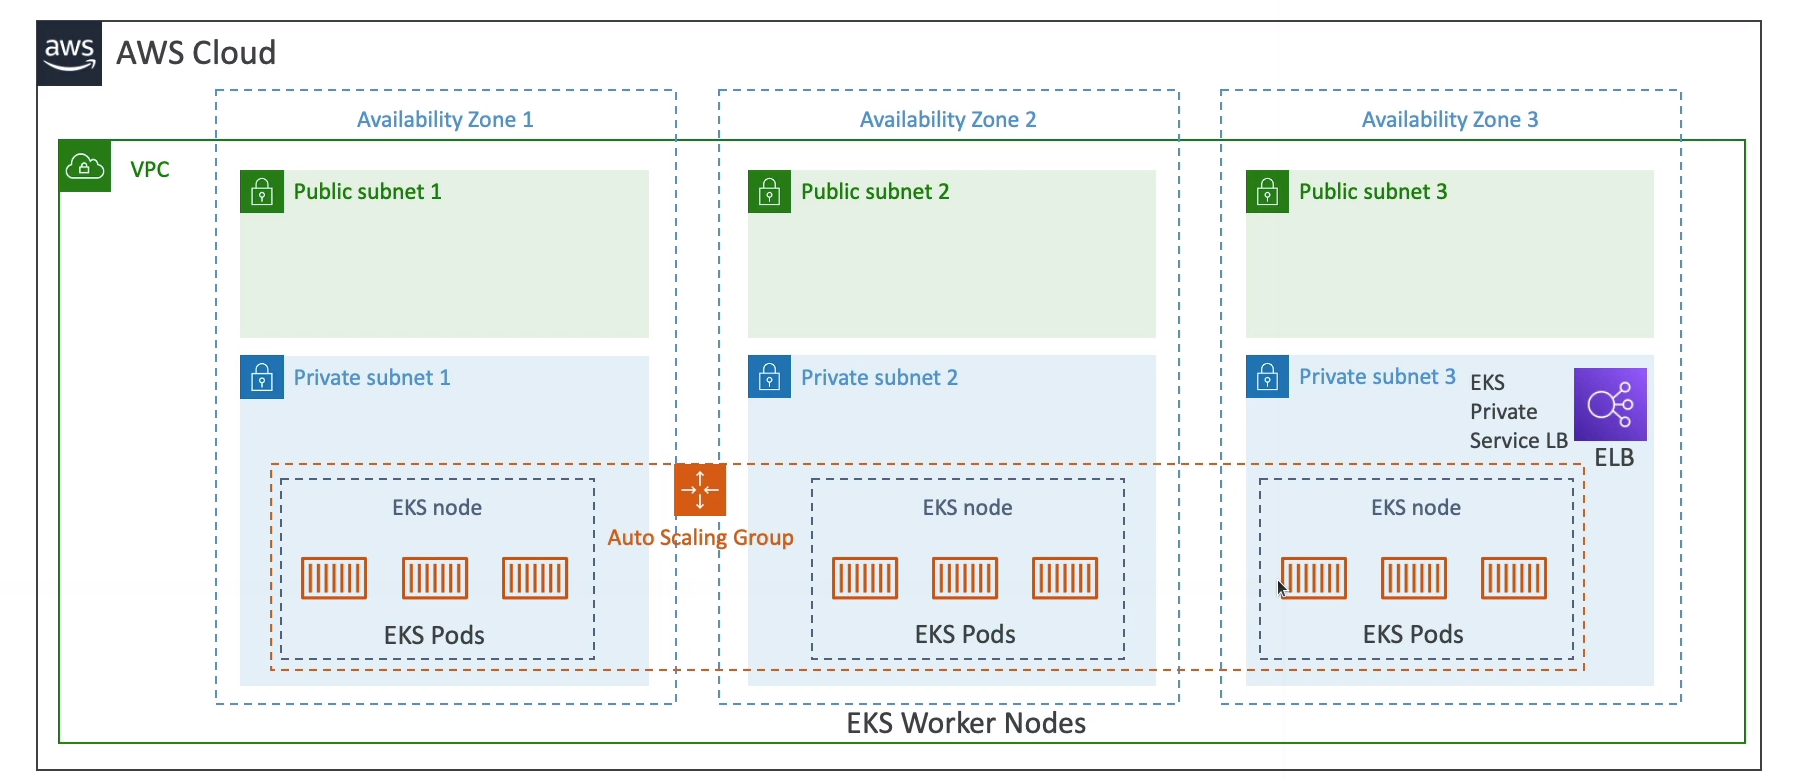 aws
AWS Cloud
Availability Zone 1
Availability Zone 2
Availability Zone 3
VPC
Public subnet 1
Public subnet 2
Public subnet 3
Private subnet 1
Private subnet 2
Private subnet 3
EKS
Private
Service LB
ELB
EKS node
EKS node
EKS node
Auto Scaling Group
EKS Pods
EKS Pods
EKS Pods
EKS Worker Nodes